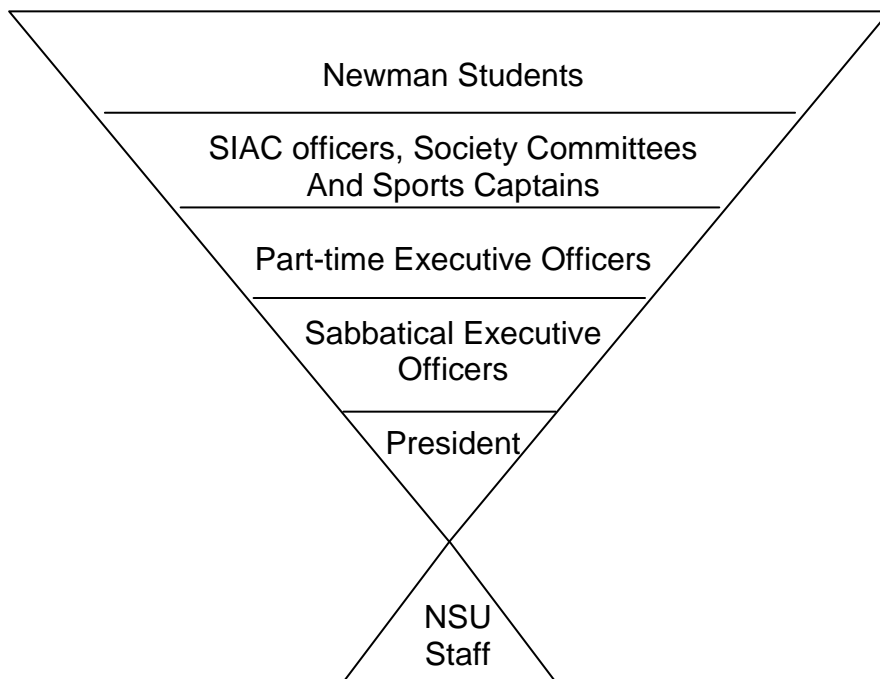 Newman Students
SIAC officers, Society Committees
And Sports Captains
Part-time Executive Officers
Sabbatical Executive
Officers
President
NSU
Staff